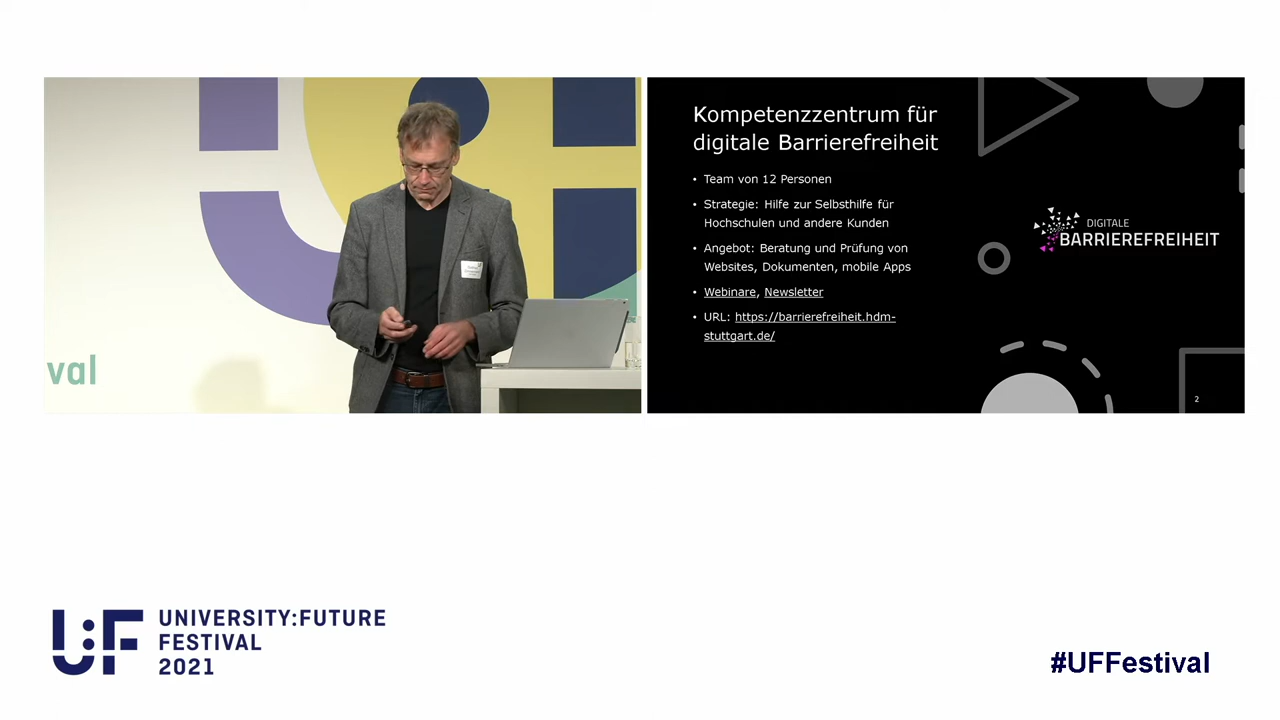 val
Kompetenzzentrum für
digitale Barrierefreiheit
• Team von 12 Personen
• Strategie: Hilfe zur Selbsthilfe für
Hochschulen und andere Kunden
• Angebot: Beratung und Prüfung von
Websites, Dokumenten, mobile Apps
• Webinare, Newsletter
• URL: https://barrierefreiheit.hdm-
stuttgart.de/
DIGITALE
BARRIEREFREIHEIT
2
U:F
UNIVERSITY:FUTURE
FESTIVAL
2021
#UFFestival